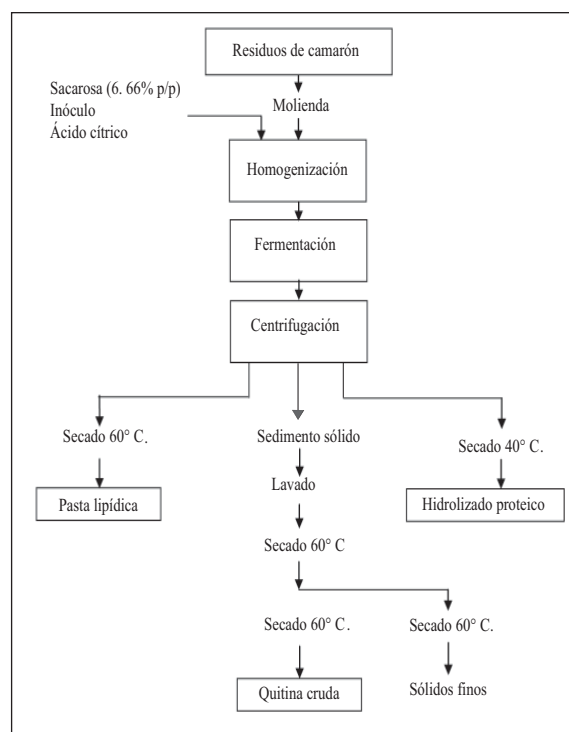 Residuos de camarón
Sacarosa (6. 66% p/p)
Inóculo
Ácido cítrico
Molienda
Homogenización
Fermentación
Centrifugación
Secado 60° C.
Sedimento sólido
Secado 40° C.
Lavado
Pasta lipídica
Hidrolizado proteico
Secado 60° C
Secado 60° C.
Secado 60° C.
Quitina cruda
Sólidos finos